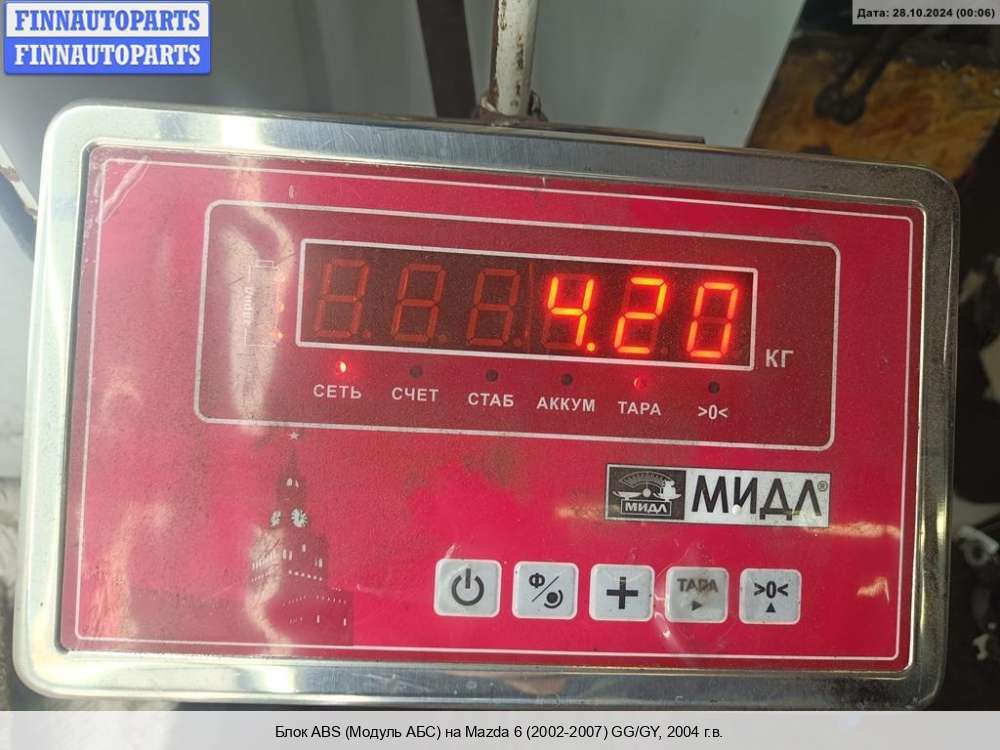 FINNAUTOPARTS
FINNAUTOPARTS
Дата: 28.10.2024 (00:06)
4.20
КГ
СЕТЬ СЧЕТ СТАБ АККУМ ТАРА >0<
МИДЛ МИДЛ®
Ф/ + ТАРА >0<
Блок ABS (Модуль АБС) на Mazda 6 (2002-2007) GG/GY, 2004 г.в.